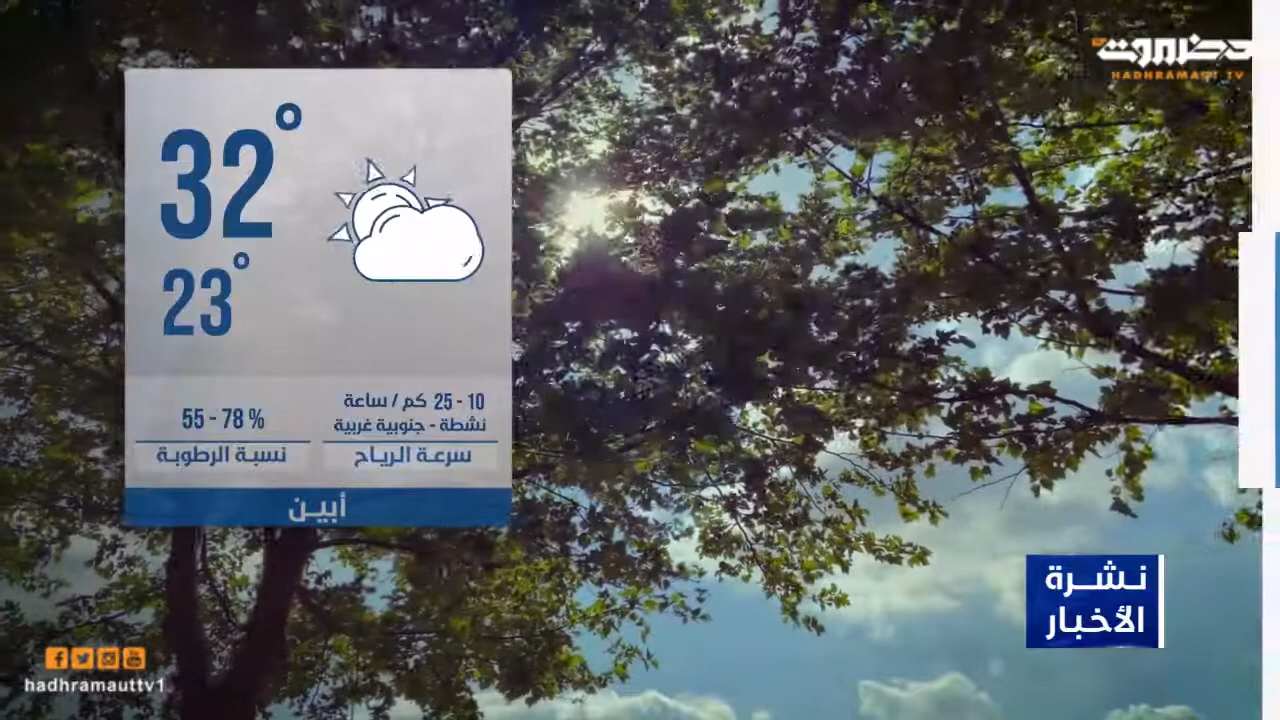 حضرموت
HADHRAMAUT TV
32°
23°
10 - 25 كم / ساعة
نشطة - جنوبية غربية
سرعة الرياح
55 - 78 %
نسبة الرطوبة
أبين
نشرة
الأخبار
hadhramauttv1